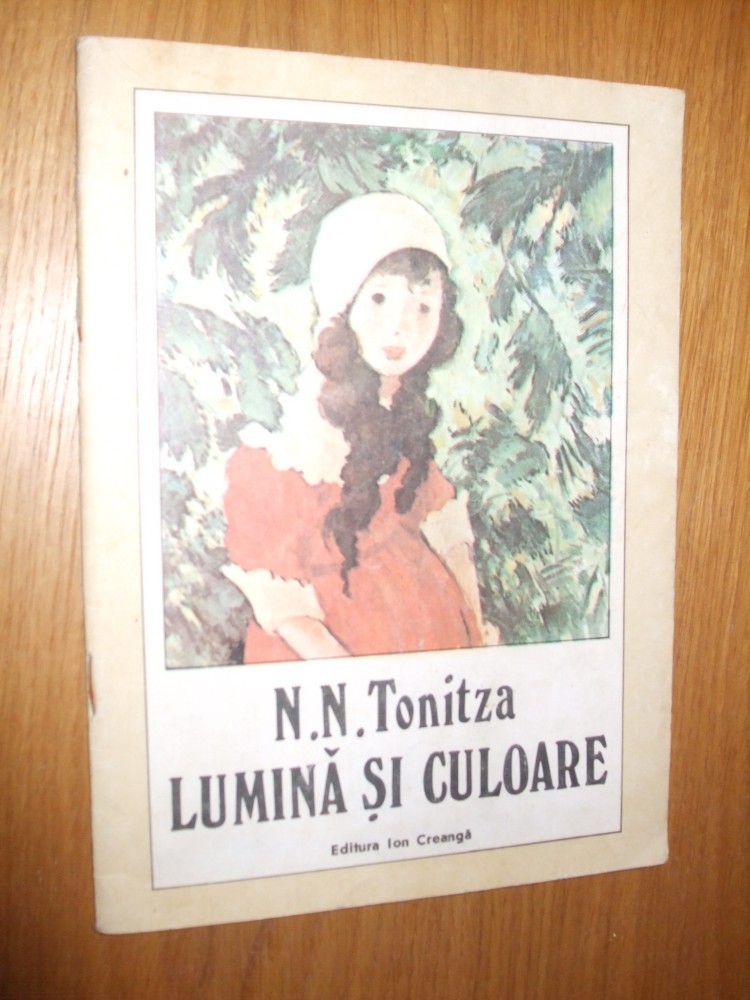 N.N.Tonitza
LUMINĂ ȘI CULOARE
Editura Ion Creangă